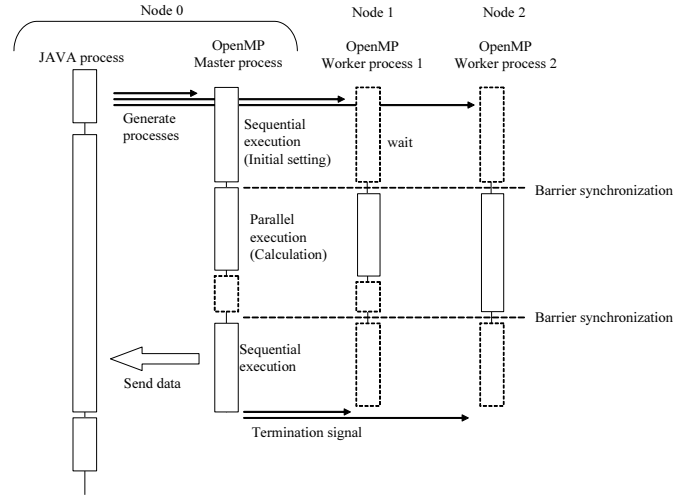 Node 0
Node 1
Node 2
JAVA process
OpenMP
Master process
OpenMP
Worker process 1
OpenMP
Worker process 2
Generate
processes
Sequential
execution
(Initial setting)
wait
Barrier synchronization
Parallel
execution
(Calculation)
Barrier synchronization
Sequential
execution
Send data
Termination signal